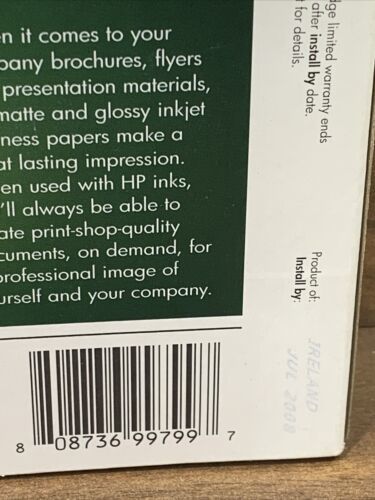 n it comes to your
pany brochures, flyers
presentation materials,
matte and glossy inkjet
ness papers make a
at lasting impression.
en used with HP inks,
'll always be able to
ate print-shop-quality
cuments, on demand, for
professional image of
urself and your company.
8 08736 99799 7
dge limited warranty ends
after install by date.
for details.
Product of:
Install by:
IRELAND
JUL 2008